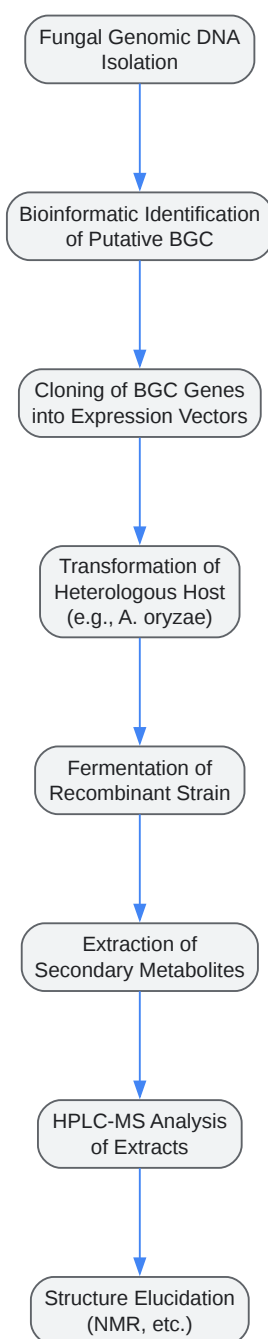 Fungal Genomic DNA
Isolation
Bioinformatic Identification
of Putative BGC
Cloning of BGC Genes
into Expression Vectors
Transformation of
Heterologous Host
(e.g., A. oryzae)
Fermentation of
Recombinant Strain
Extraction of
Secondary Metabolites
HPLC-MS Analysis
of Extracts
Structure Elucidation
(NMR, etc.)